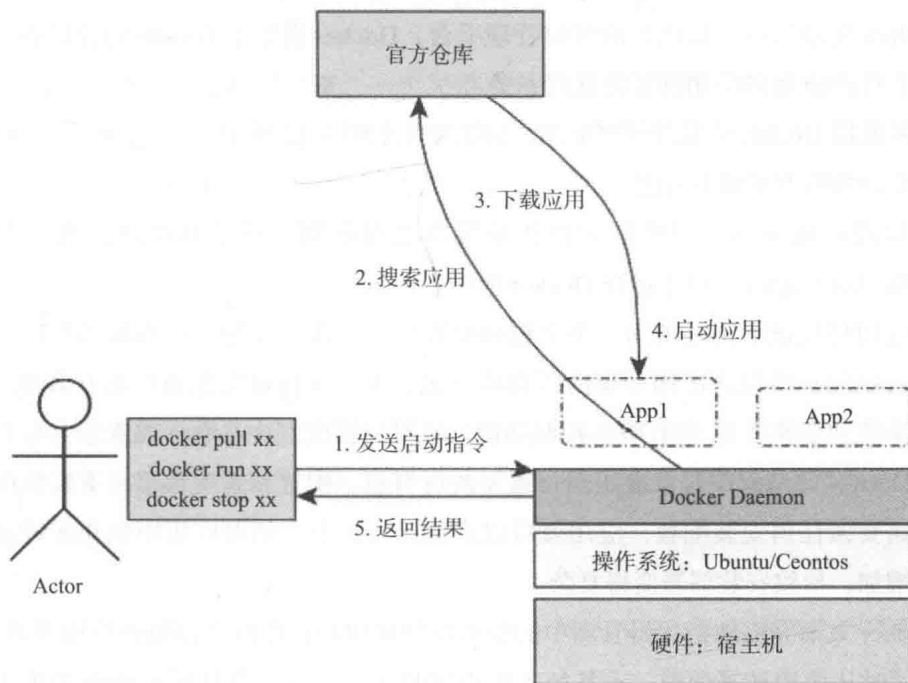 官方仓库
3. 下载应用
2. 搜索应用
4. 启动应用
App1
App2
docker pull xx
docker run xx
docker stop xx
1. 发送启动指令
5. 返回结果
Docker Daemon
操作系统：Ubuntu/Ceontos
硬件：宿主机
Actor